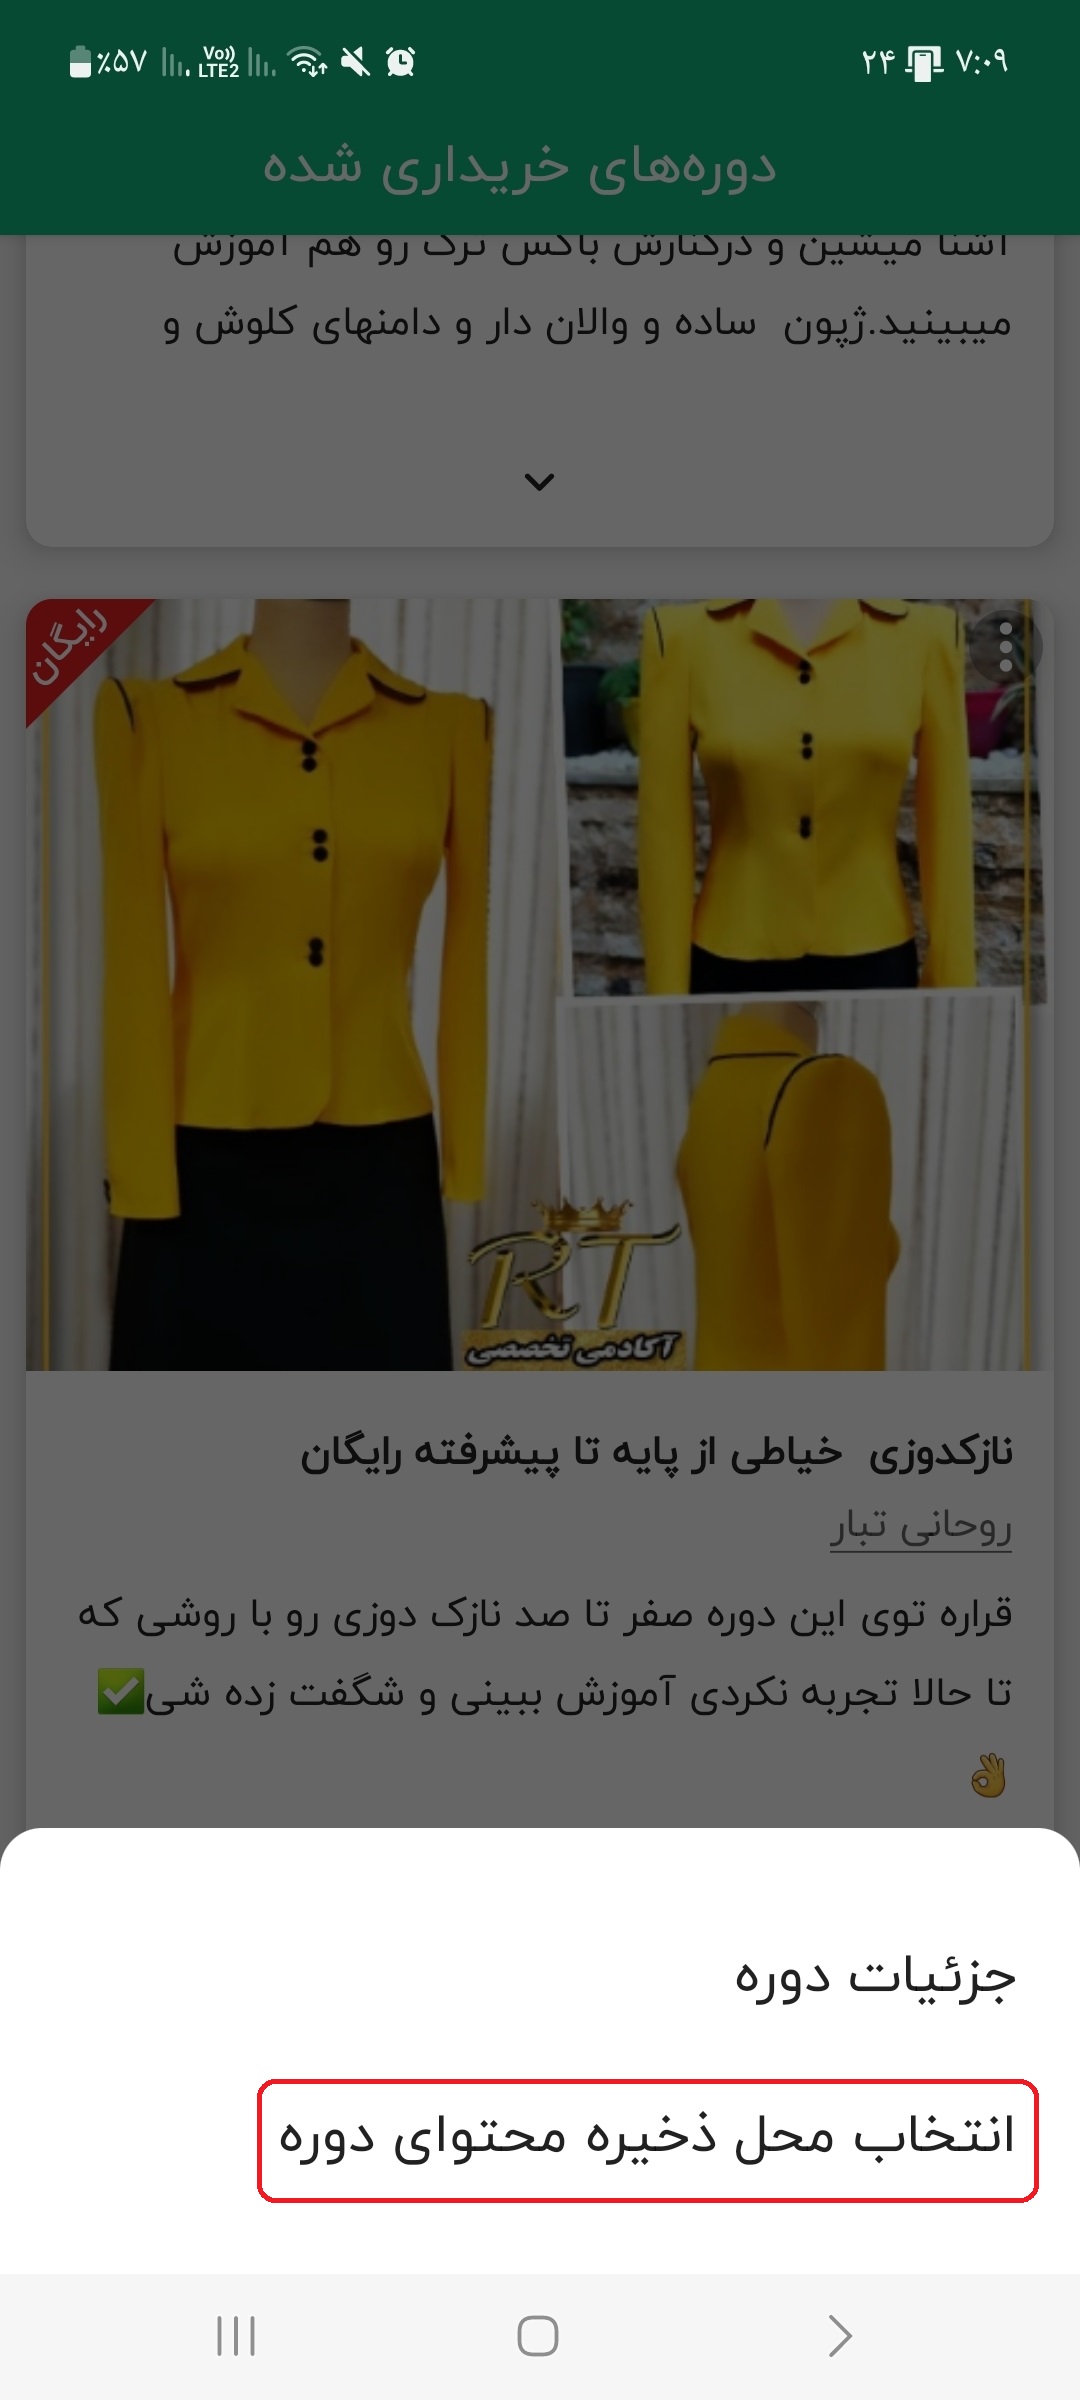 ٪۵۷ Vo)) LTE2 ۲۴ ۷:۰۹
دوره‌های خریداری شده
آشنا میشین و درکنارش باکس ترک رو هم آموزش
میبینید.ژپون ساده و والان دار و دامنهای کلوش و
رایگان
RT
آکادمی تخصصی
نازکدوزی خیاطی از پایه تا پیشرفته رایگان
روحانی تبار
قراره توی این دوره صفر تا صد نازک دوزی رو با روشی که
تا حالا تجربه نکردی آموزش ببینی و شگفت زده شی✅
👌
جزئیات دوره
انتخاب محل ذخیره محتوای دوره